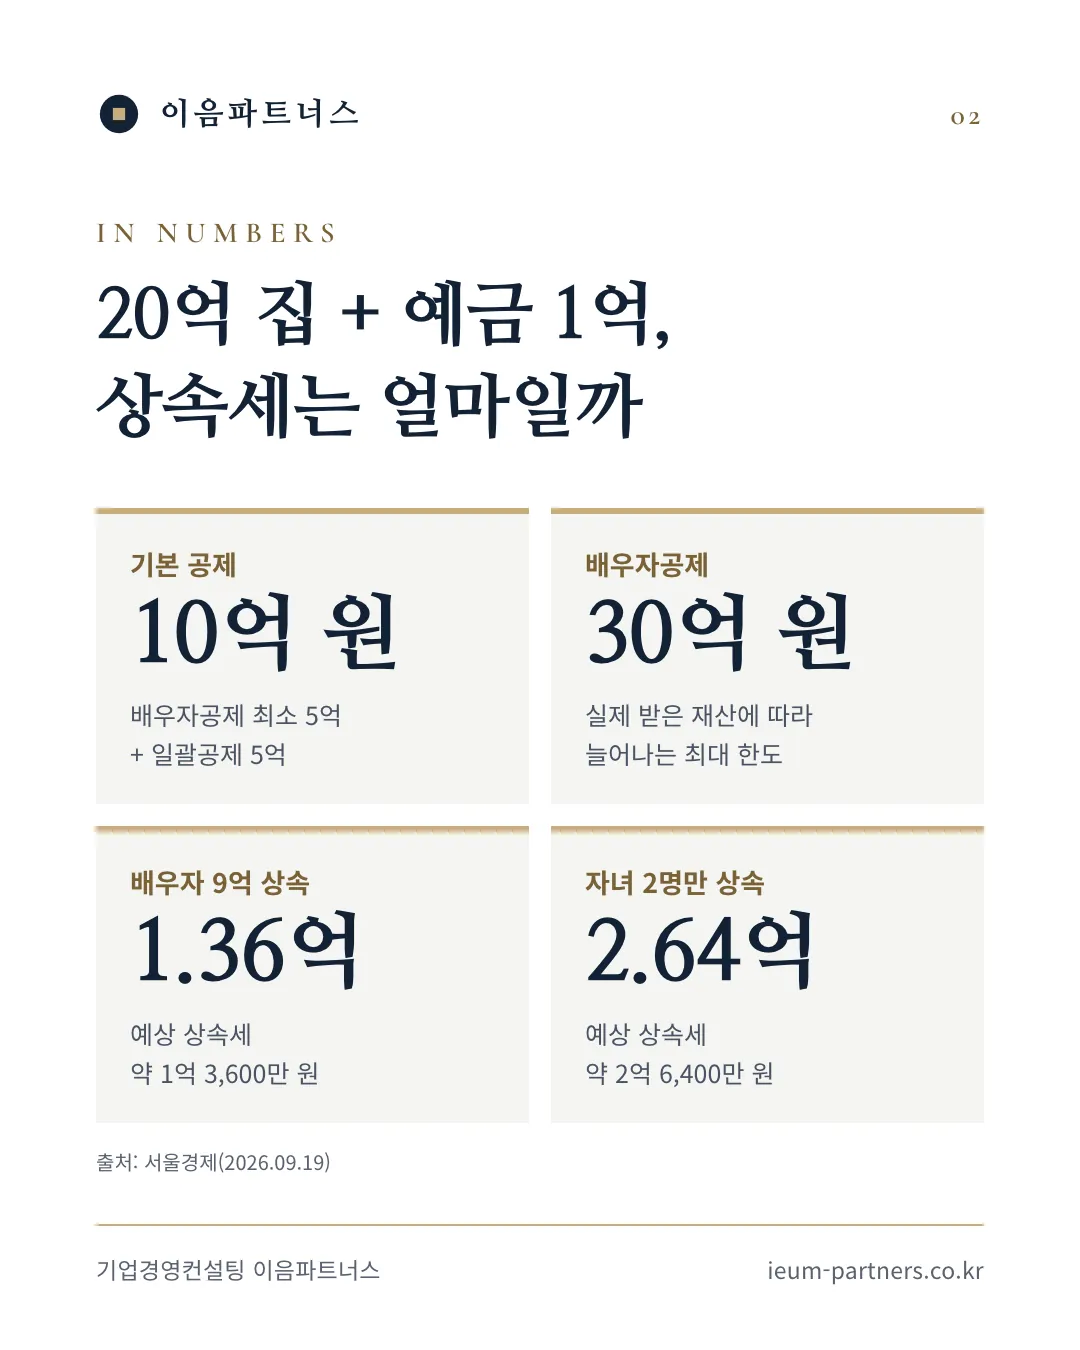 이음파트너스
02
IN NUMBERS
20억 집 + 예금 1억,
상속세는 얼마일까
기본 공제
10억 원
배우자공제 최소 5억
+ 일괄공제 5억
배우자공제
30억 원
실제 받은 재산에 따라
늘어나는 최대 한도
배우자 9억 상속
1.36억
예상 상속세
약 1억 3,600만 원
자녀 2명만 상속
2.64억
예상 상속세
약 2억 6,400만 원
출처: 서울경제(2026.09.19)
기업경영컨설팅 이음파트너스
ieum-partners.co.kr